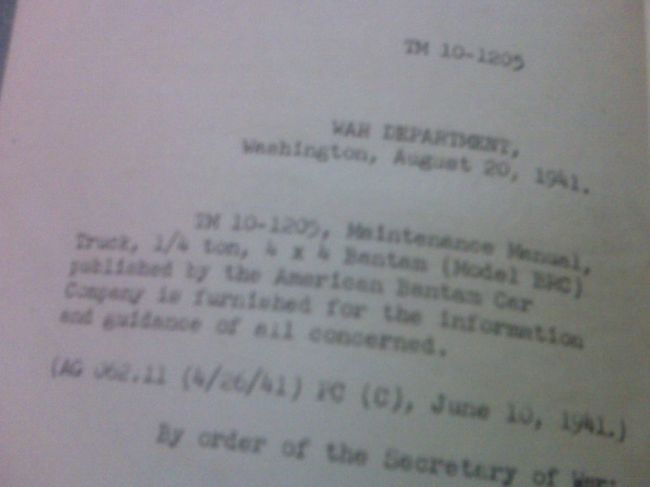 TM 10-1205
WAR DEPARTMENT,
Washington, August 20, 1941.
TM 10-1205, Maintenance Manual,
Truck, 1/4 ton, 4 x 4 Bantam (Model BRC)
published by the American Bantam Car
Company is furnished for the information
and guidance of all concerned.
(AG 062.11 (4/26/41) PC (C), June 10, 1941.)
By order of the Secretary of War: